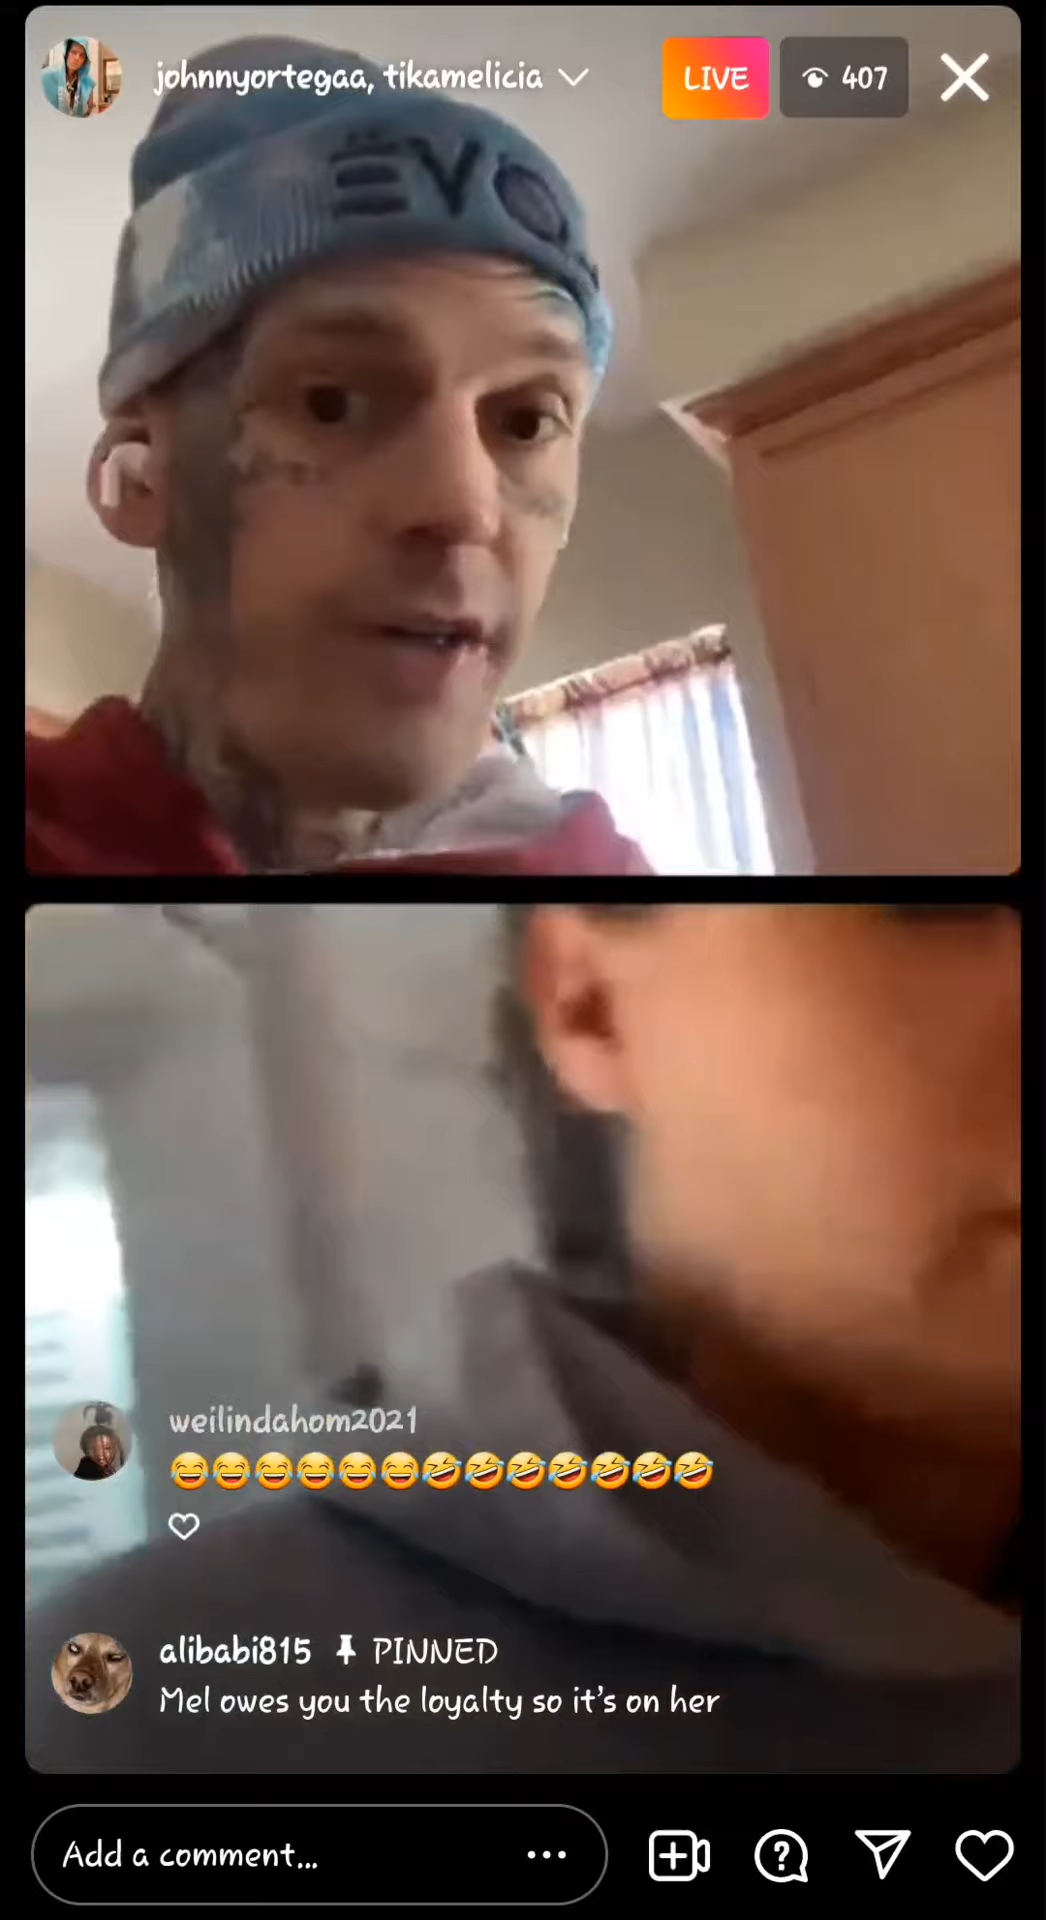 johnnyortegaa, tikamelicia
LIVE
407
EVO
weilindahom2021
😂😂😂😂😂😂🤣🤣🤣🤣🤣🤣🤣
alibabi815 PINNED
Mel owes you the loyalty so it's on her
Add a comment...